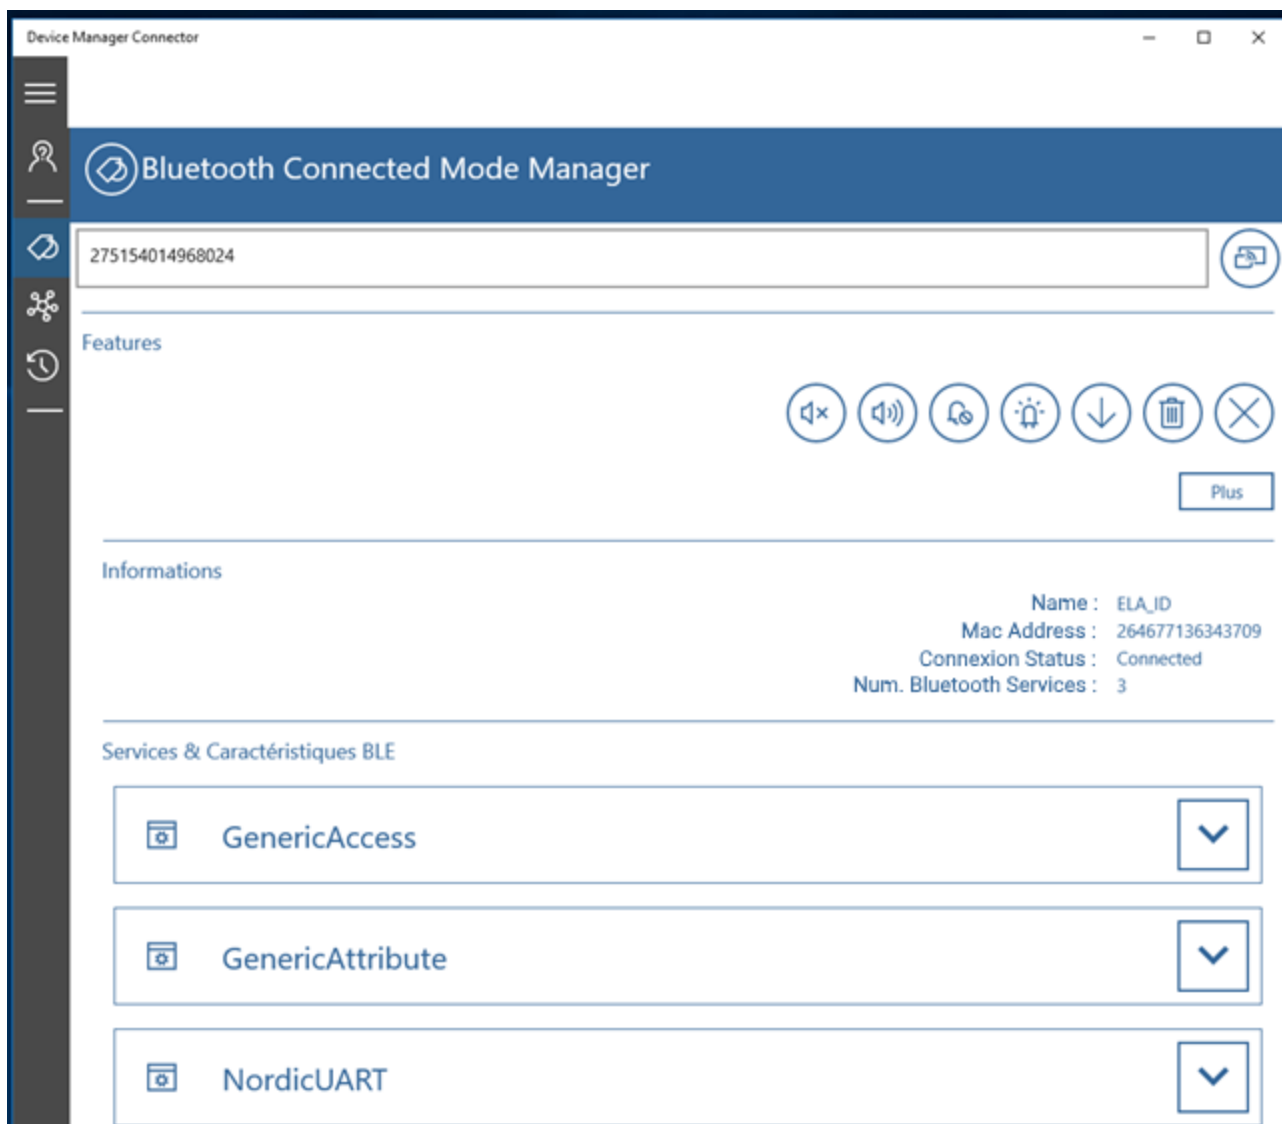 Device Manager Connector
Bluetooth Connected Mode Manager
275154014968024
Features
Plus
Informations
Name : ELA_ID
Mac Address : 264677136343709
Connexion Status : Connected
Num. Bluetooth Services : 3
Services & Caractéristiques BLE
GenericAccess
GenericAttribute
NordicUART